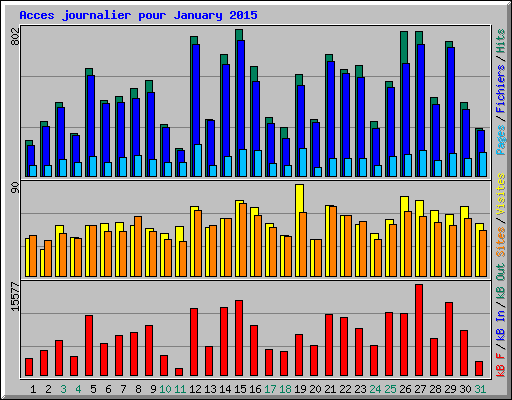 Acces journalier pour January 2015
802
90
15577
Pages / Fichiers / Hits
Sites / Visites
kB F / kB In / kB Out
1 2 3 4 5 6 7 8 9 10 11 12 13 14 15 16 17 18 19 20 21 22 23 24 25 26 27 28 29 30 31